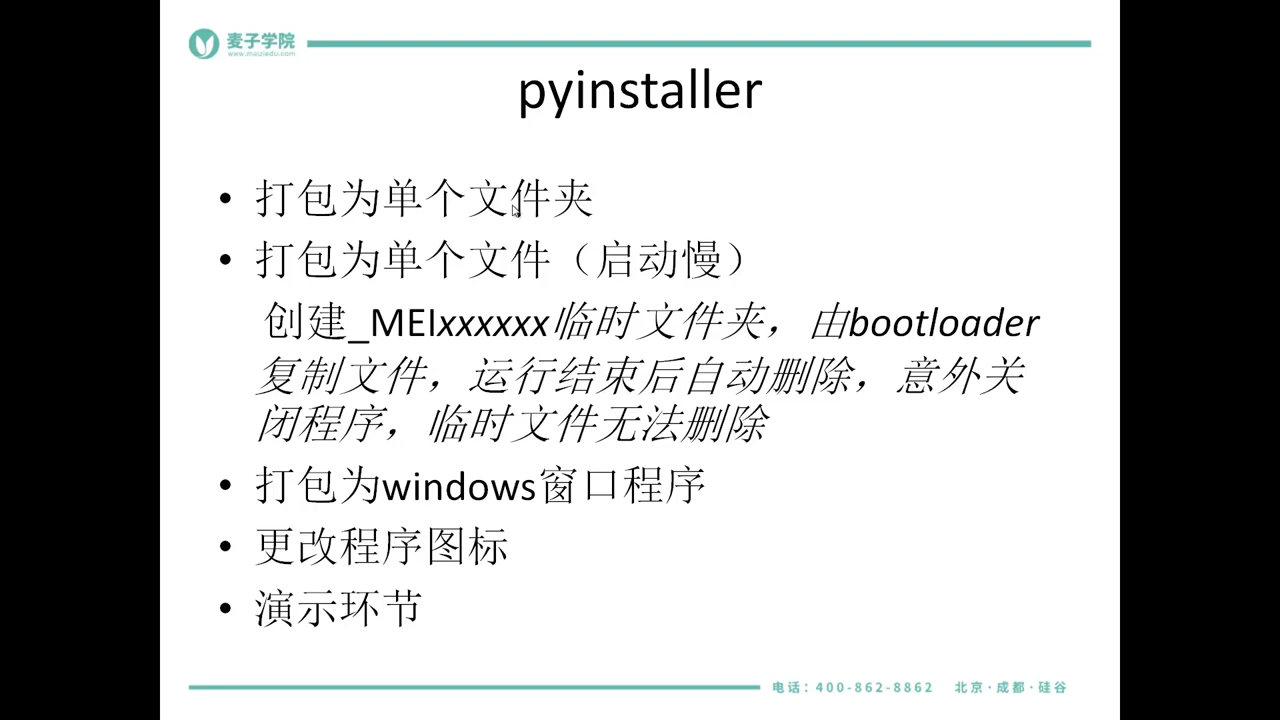 麦子学院
www.maiziedu.com
pyinstaller
• 打包为单个文件夹
• 打包为单个文件（启动慢）
创建_MEIxxxxxx临时文件夹，由bootloader
复制文件，运行结束后自动删除，意外关
闭程序，临时文件无法删除
• 打包为windows窗口程序
• 更改程序图标
• 演示环节
电话：400-862-8862 北京·成都·硅谷